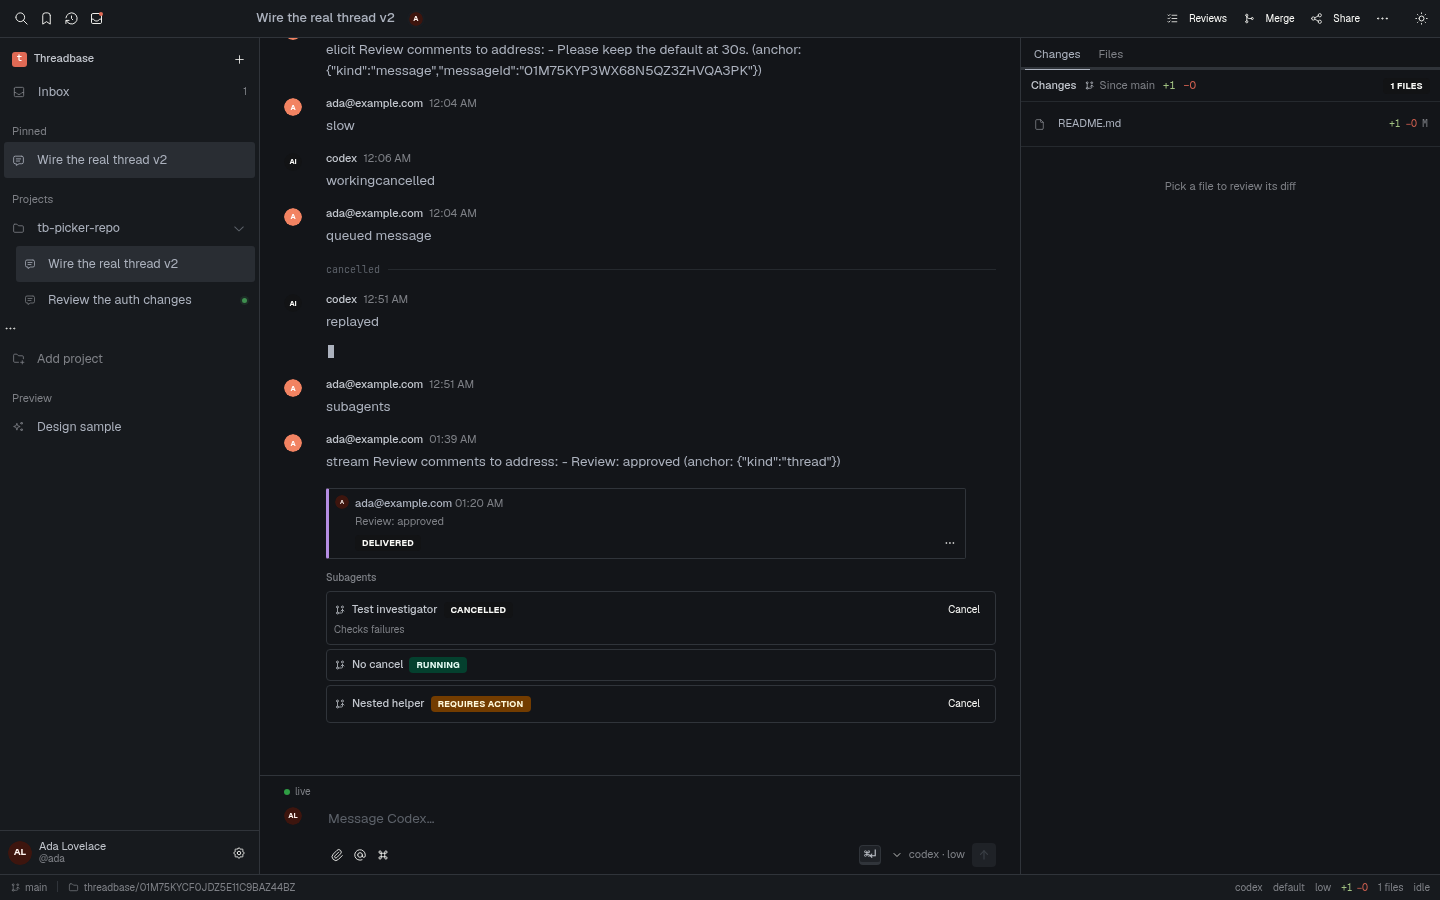 Wire the real thread v2
A
Reviews
Merge
Share
t
Threadbase
Inbox
1
Pinned
Wire the real thread v2
Projects
tb-picker-repo
Wire the real thread v2
Review the auth changes
Add project
Preview
Design sample
AL
Ada Lovelace
@ada
elicit Review comments to address: - Please keep the default at 30s. (anchor:
{"kind":"message","messageId":"01M75KYP3WX68N5QZ3ZHVQA3PK"})
A
ada@example.com 12:04 AM
slow
AI
codex 12:06 AM
workingcancelled
A
ada@example.com 12:04 AM
queued message
cancelled
AI
codex 12:51 AM
replayed
A
ada@example.com 12:51 AM
subagents
A
ada@example.com 01:39 AM
stream Review comments to address: - Review: approved (anchor: {"kind":"thread"})
A
ada@example.com 01:20 AM
Review: approved
DELIVERED
Subagents
Test investigator CANCELLED Cancel
Checks failures
No cancel RUNNING
Nested helper REQUIRES ACTION Cancel
live
AL
Message Codex...
codex · low
Changes Files
Changes Since main +1 −0 1 FILES
README.md +1 −0 M
Pick a file to review its diff
main threadbase/01M75KYCF0JDZ5E11C9BAZ44BZ
codex default low +1 −0 1 files idle